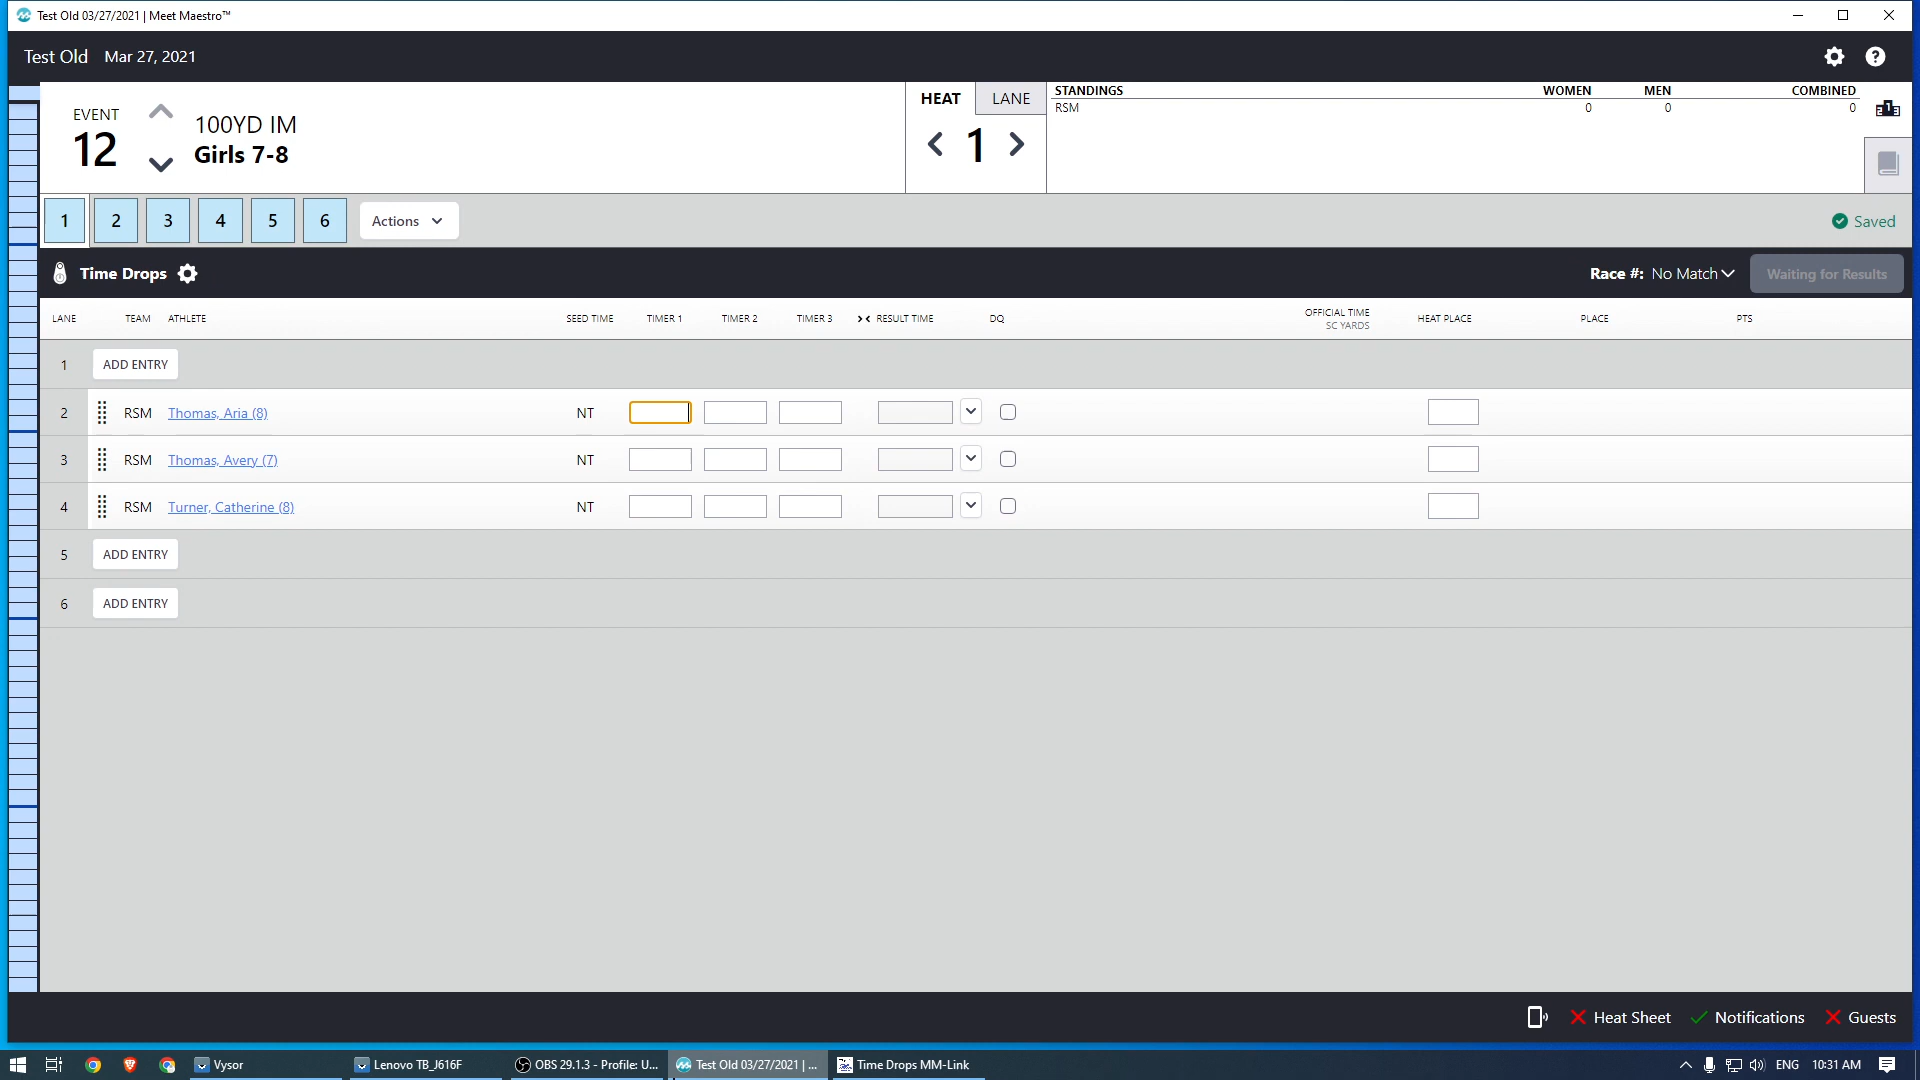 Test Old 03/27/2021 | Meet Maestro™
Test Old Mar 27, 2021
EVENT
12
100YD IM
Girls 7-8
HEAT LANE
1
STANDINGS WOMEN MEN COMBINED
RSM 0 0 0
1 2 3 4 5 6 Actions Saved
Time Drops Race #: No Match Waiting for Results
LANE TEAM ATHLETE SEED TIME TIMER 1 TIMER 2 TIMER 3 RESULT TIME DQ OFFICIAL TIME HEAT PLACE PLACE PTS
SC YARDS
1 ADD ENTRY
2 RSM Thomas, Aria (8) NT
3 RSM Thomas, Avery (7) NT
4 RSM Turner, Catherine (8) NT
5 ADD ENTRY
6 ADD ENTRY
Heat Sheet Notifications Guests
Vysor Lenovo TB_J616F OBS 29.1.3 - Profile: U... Test Old 03/27/2021 | ... Time Drops MM-Link ENG 10:31 AM